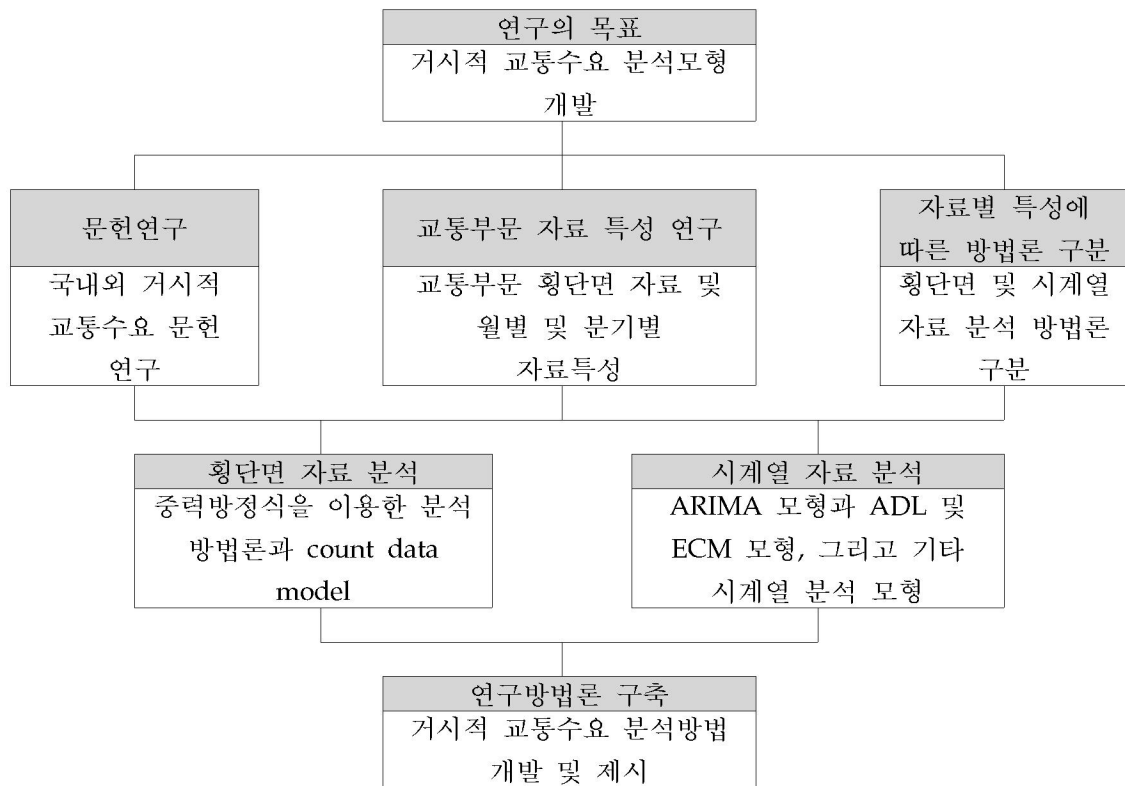 연구의 목표
거시적 교통수요 분석모형
개발
문헌연구
국내외 거시적
교통수요 문헌
연구
교통부문 자료 특성 연구
교통부문 횡단면 자료 및
월별 및 분기별
자료특성
자료별 특성에
따른 방법론 구분
횡단면 및 시계열
자료 분석 방법론
구분
횡단면 자료 분석
중력방정식을 이용한 분석
방법론과 count data
model
시계열 자료 분석
ARIMA 모형과 ADL 및
ECM 모형, 그리고 기타
시계열 분석 모형
연구방법론 구축
거시적 교통수요 분석방법
개발 및 제시